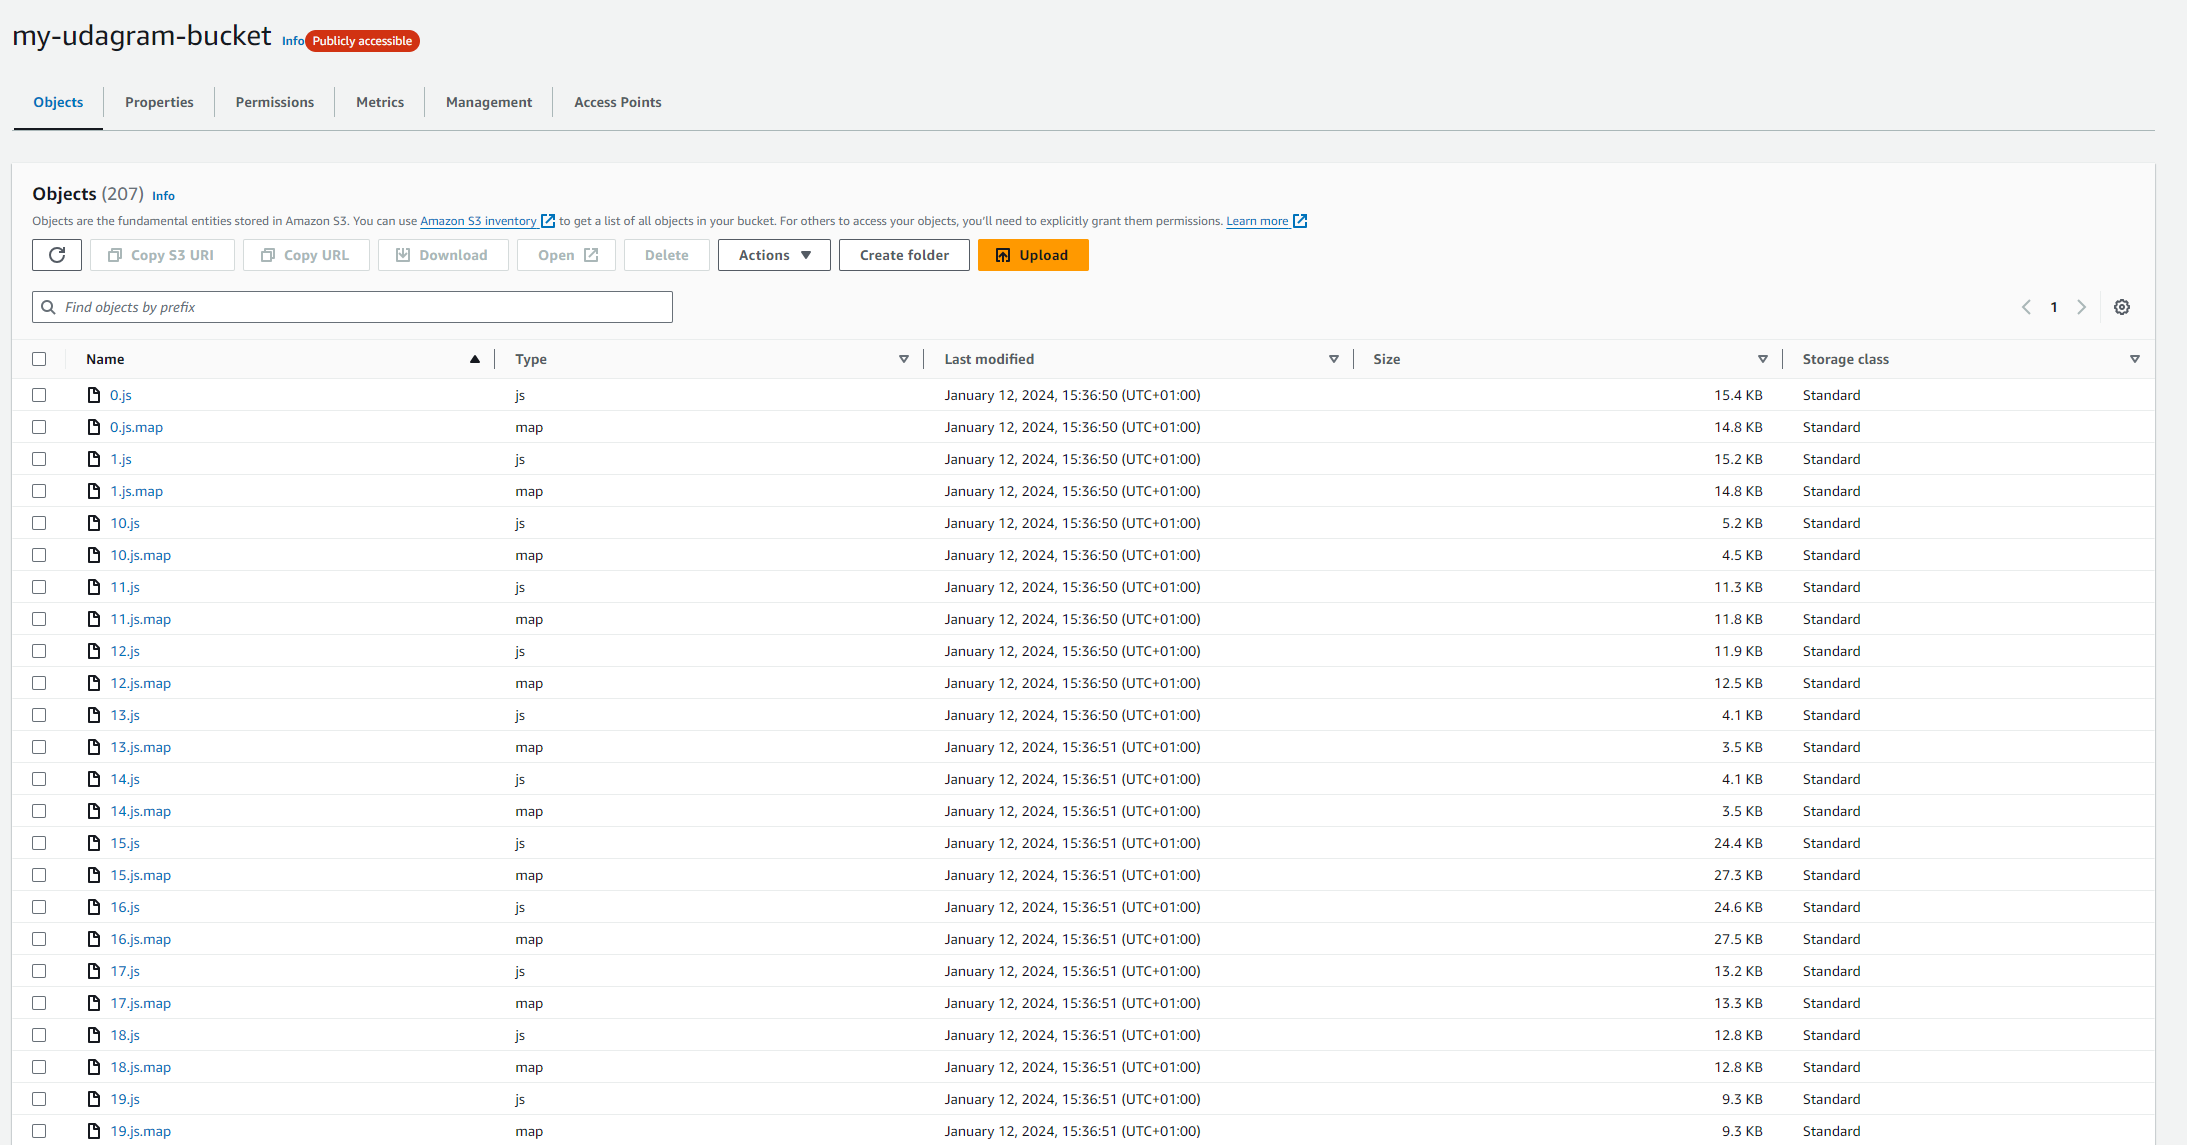 my-udagram-bucket Info Publicly accessible
Objects Properties Permissions Metrics Management Access Points
Objects (207) Info
Objects are the fundamental entities stored in Amazon S3. You can use Amazon S3 inventory to get a list of all objects in your bucket. For others to access your objects, you'll need to explicitly grant them permissions. Learn more
Copy S3 URI Copy URL Download Open Delete Actions Create folder Upload
Find objects by prefix 1
Name Type Last modified Size Storage class
0.js js January 12, 2024, 15:36:50 (UTC+01:00) 15.4 KB Standard
0.js.map map January 12, 2024, 15:36:50 (UTC+01:00) 14.8 KB Standard
1.js js January 12, 2024, 15:36:50 (UTC+01:00) 15.2 KB Standard
1.js.map map January 12, 2024, 15:36:50 (UTC+01:00) 14.8 KB Standard
10.js js January 12, 2024, 15:36:50 (UTC+01:00) 5.2 KB Standard
10.js.map map January 12, 2024, 15:36:50 (UTC+01:00) 4.5 KB Standard
11.js js January 12, 2024, 15:36:50 (UTC+01:00) 11.3 KB Standard
11.js.map map January 12, 2024, 15:36:50 (UTC+01:00) 11.8 KB Standard
12.js js January 12, 2024, 15:36:50 (UTC+01:00) 11.9 KB Standard
12.js.map map January 12, 2024, 15:36:50 (UTC+01:00) 12.5 KB Standard
13.js js January 12, 2024, 15:36:50 (UTC+01:00) 4.1 KB Standard
13.js.map map January 12, 2024, 15:36:51 (UTC+01:00) 3.5 KB Standard
14.js js January 12, 2024, 15:36:51 (UTC+01:00) 4.1 KB Standard
14.js.map map January 12, 2024, 15:36:51 (UTC+01:00) 3.5 KB Standard
15.js js January 12, 2024, 15:36:51 (UTC+01:00) 24.4 KB Standard
15.js.map map January 12, 2024, 15:36:51 (UTC+01:00) 27.3 KB Standard
16.js js January 12, 2024, 15:36:51 (UTC+01:00) 24.6 KB Standard
16.js.map map January 12, 2024, 15:36:51 (UTC+01:00) 27.5 KB Standard
17.js js January 12, 2024, 15:36:51 (UTC+01:00) 13.2 KB Standard
17.js.map map January 12, 2024, 15:36:51 (UTC+01:00) 13.3 KB Standard
18.js js January 12, 2024, 15:36:51 (UTC+01:00) 12.8 KB Standard
18.js.map map January 12, 2024, 15:36:51 (UTC+01:00) 12.8 KB Standard
19.js js January 12, 2024, 15:36:51 (UTC+01:00) 9.3 KB Standard
19.js.map map January 12, 2024, 15:36:51 (UTC+01:00) 9.3 KB Standard